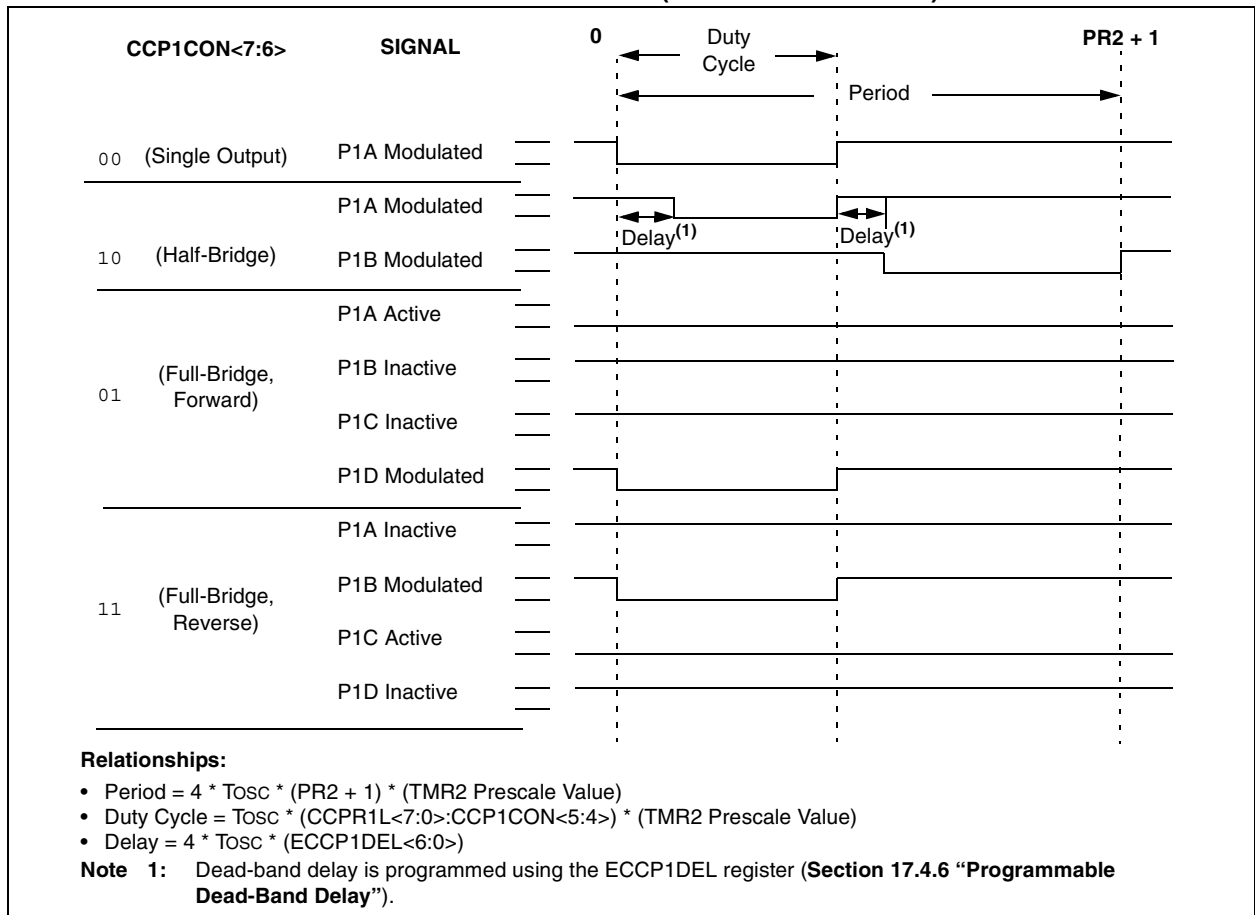 CCP1CON<7:6> SIGNAL 0 Duty Cycle PR2 + 1
Period
00 (Single Output) P1A Modulated
P1A Modulated
Delay(1) Delay(1)
10 (Half-Bridge) P1B Modulated
P1A Active
P1B Inactive
01 (Full-Bridge, Forward)
P1C Inactive
P1D Modulated
P1A Inactive
P1B Modulated
11 (Full-Bridge, Reverse)
P1C Active
P1D Inactive
Relationships:
• Period = 4 * TOSC * (PR2 + 1) * (TMR2 Prescale Value)
• Duty Cycle = TOSC * (CCPR1L<7:0>:CCP1CON<5:4>) * (TMR2 Prescale Value)
• Delay = 4 * TOSC * (ECCP1DEL<6:0>)
Note 1: Dead-band delay is programmed using the ECCP1DEL register (Section 17.4.6 “Programmable
Dead-Band Delay”).